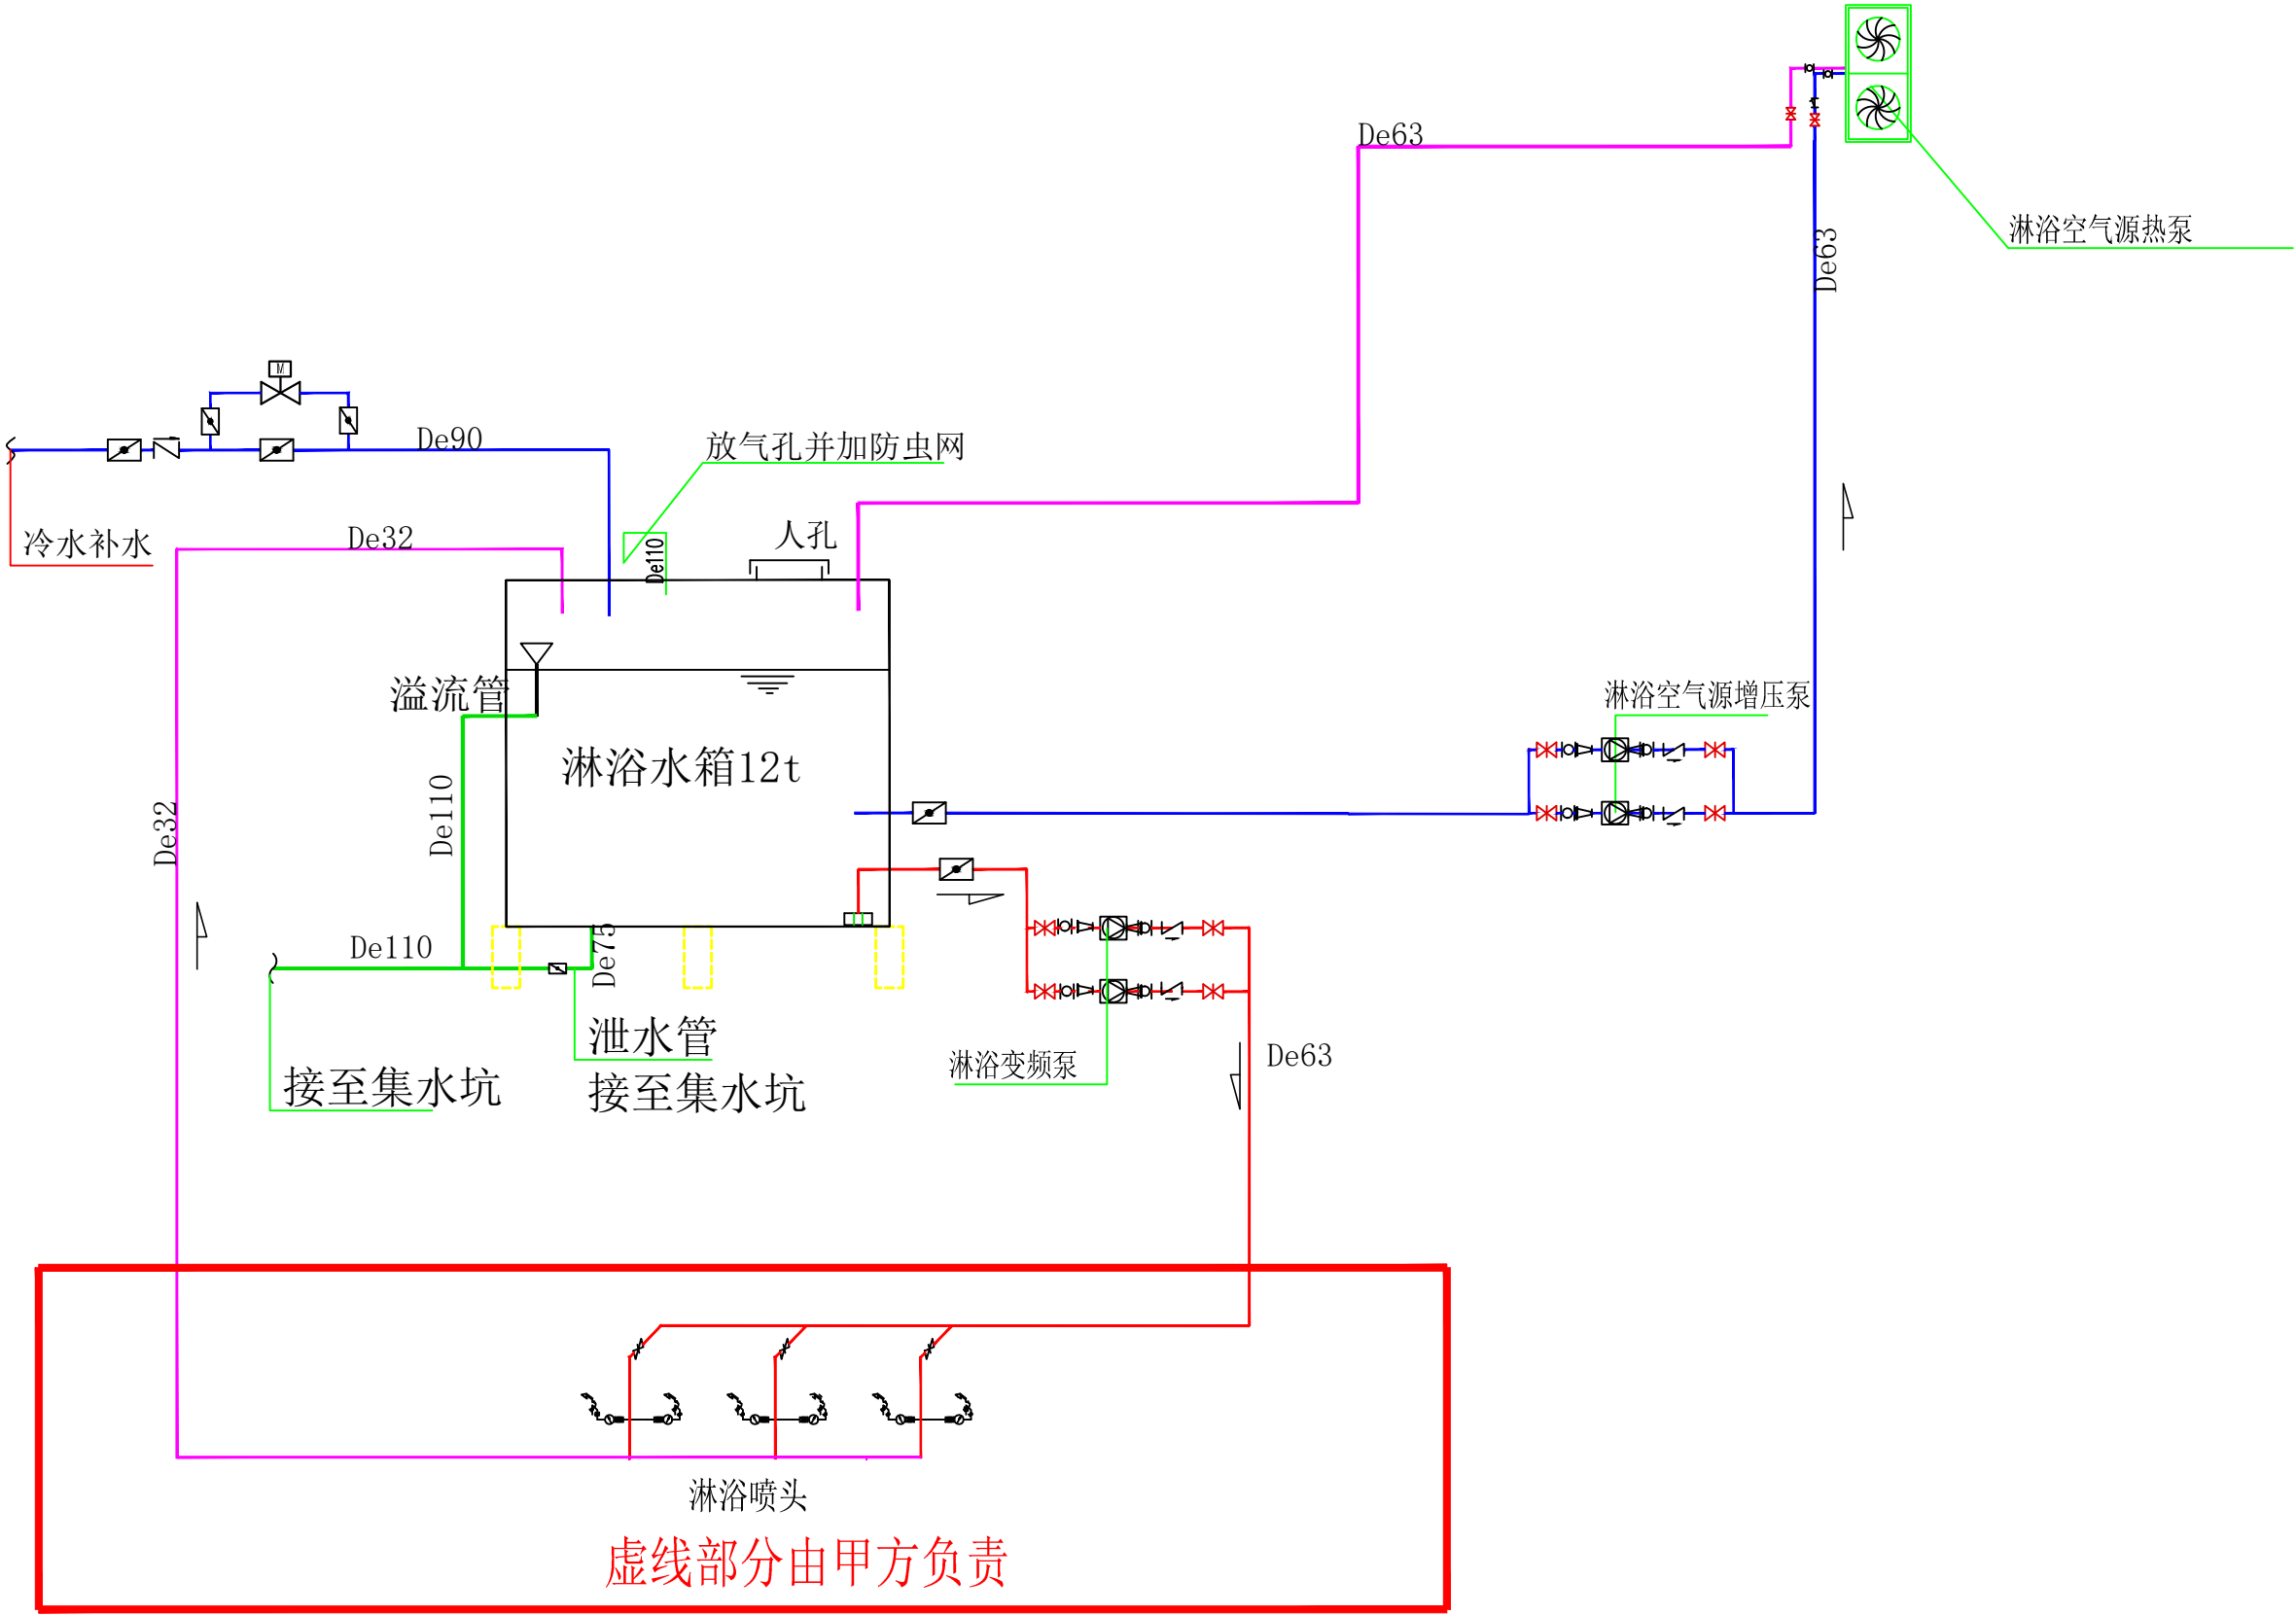 De63
淋浴空气源热泵
De63
M
De90
放气孔并加防虫网
冷水补水
De32
人孔
De110
溢流管
淋浴空气源增压泵
淋浴水箱12t
De110
De32
De110
De75
泄水管
淋浴变频泵
De63
接至集水坑
接至集水坑
淋浴喷头
虚线部分由甲方负责